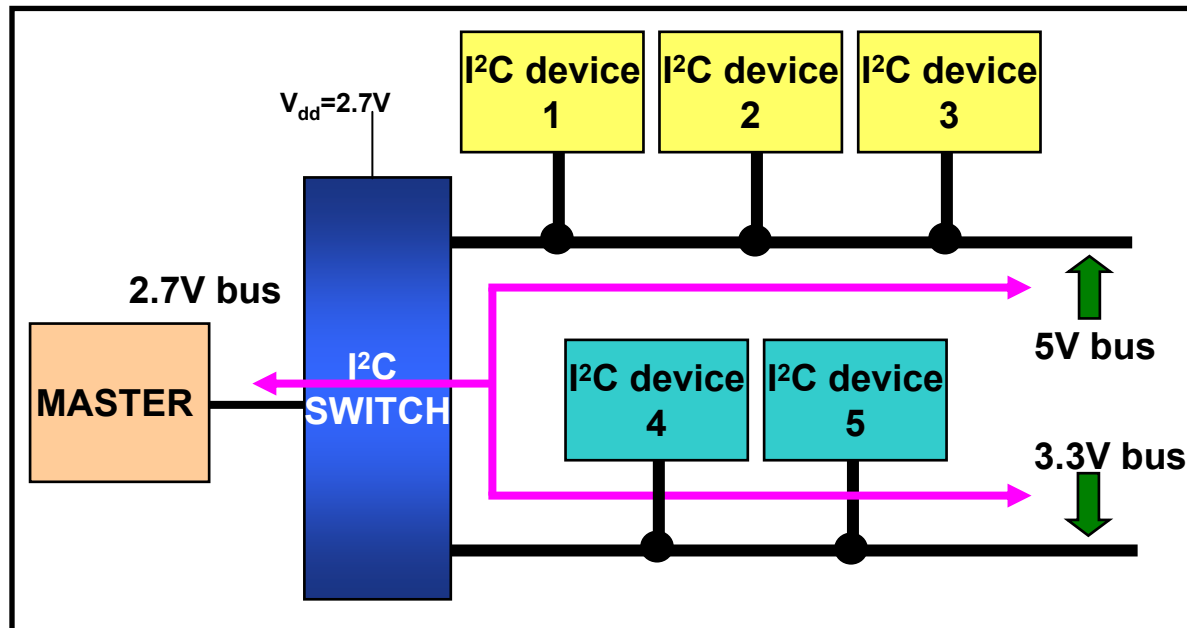 I²C device
1
I²C device
2
I²C device
3
V_dd=2.7V
2.7V bus
MASTER
I²C
SWITCH
5V bus
I²C device
4
I²C device
5
3.3V bus